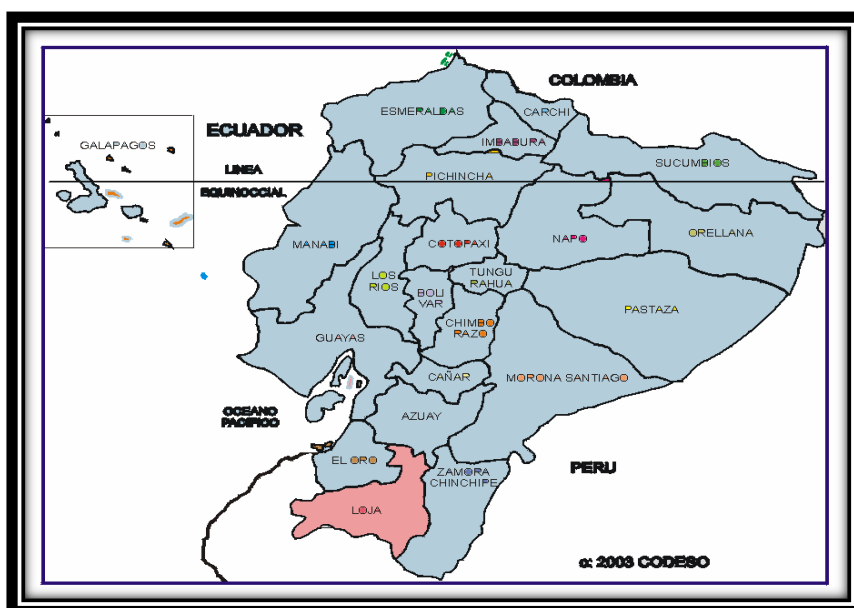 COLOMBIA
ESMERALDAS
CARCHI
ECUADOR
IMBABURA
GALAPAGOS
SUCUMBIOS
LINEA
EQUINOCCIAL
PICHINCHA
ORELLANA
MANABI
COTOPAXI
NAPO
LOS
RIOS
TUNGU
RAHUA
BOLI
VAR
PASTAZA
CHIMBO
RAZO
GUAYAS
CAÑAR
MORONA SANTIAGO
OCEANO
PACIFICO
AZUAY
EL ORO
ZAMORA
CHINCHIPE
PERU
LOJA
α: 2003 CODESO